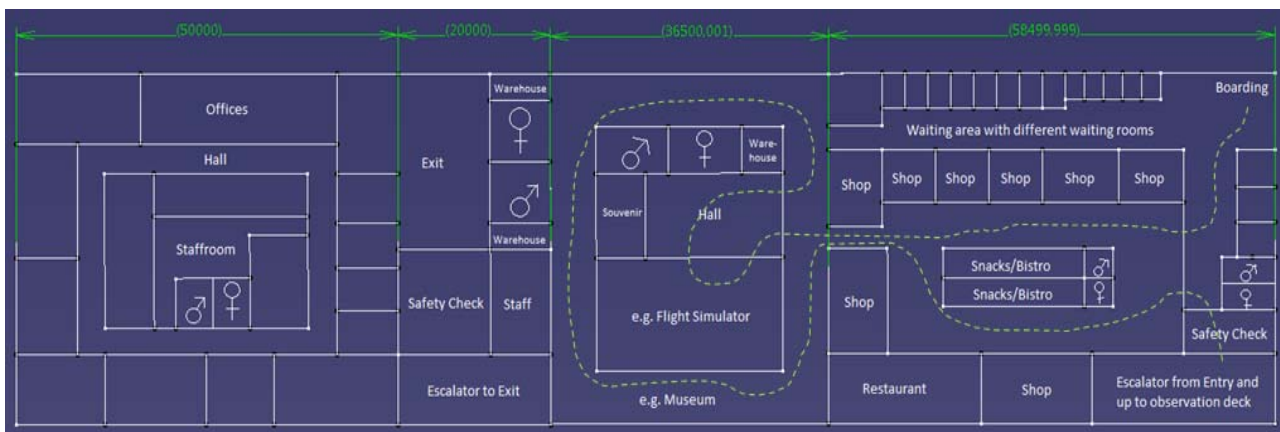 (50000)
(20000)
(36500,001)
(58499,999)
Offices
Hall
Staffroom
Exit
Warehouse
Warehouse
Safety Check
Staff
Escalator to Exit
Ware-
house
Souvenir
Hall
e.g. Flight Simulator
e.g. Museum
Boarding
Waiting area with different waiting rooms
Shop
Shop
Shop
Shop
Shop
Shop
Snacks/Bistro
Snacks/Bistro
Shop
Safety Check
Restaurant
Shop
Escalator from Entry and
up to observation deck